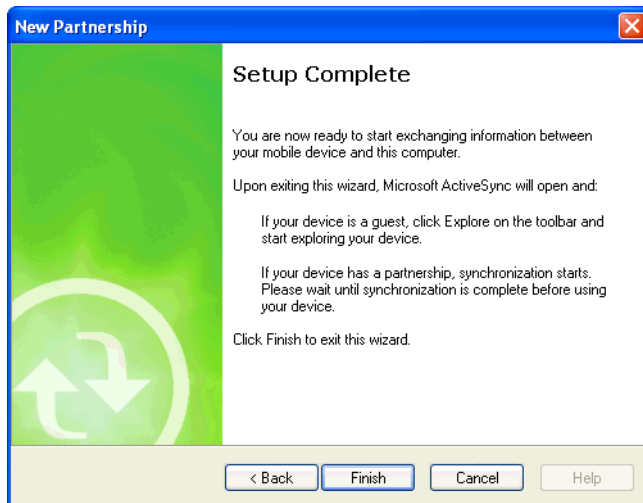 New Partnership
Setup Complete
You are now ready to start exchanging information between
your mobile device and this computer.
Upon exiting this wizard, Microsoft ActiveSync will open and:
If your device is a guest, click Explore on the toolbar and
start exploring your device.
If your device has a partnership, synchronization starts.
Please wait until synchronization is complete before using
your device.
Click Finish to exit this wizard.
< Back Finish Cancel Help